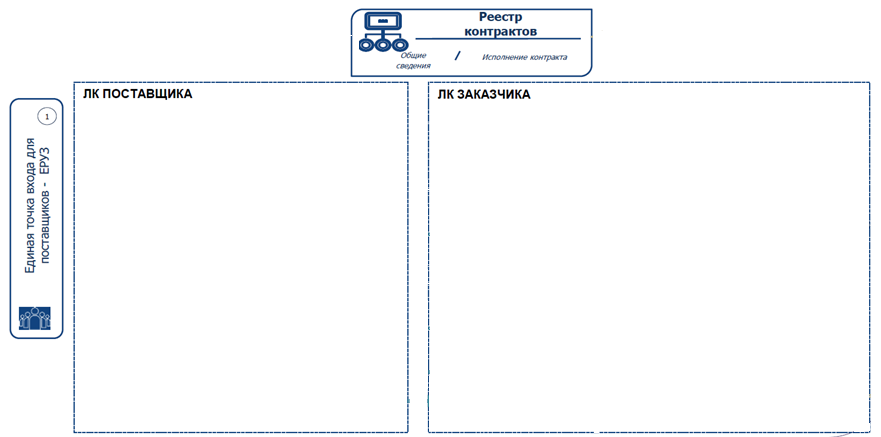 Реестр
контрактов
Общие
сведения
/
Исполнение контракта
ЛК ПОСТАВЩИКА
ЛК ЗАКАЗЧИКА
1
Единая точка входа для
поставщиков - ЕРУЗ